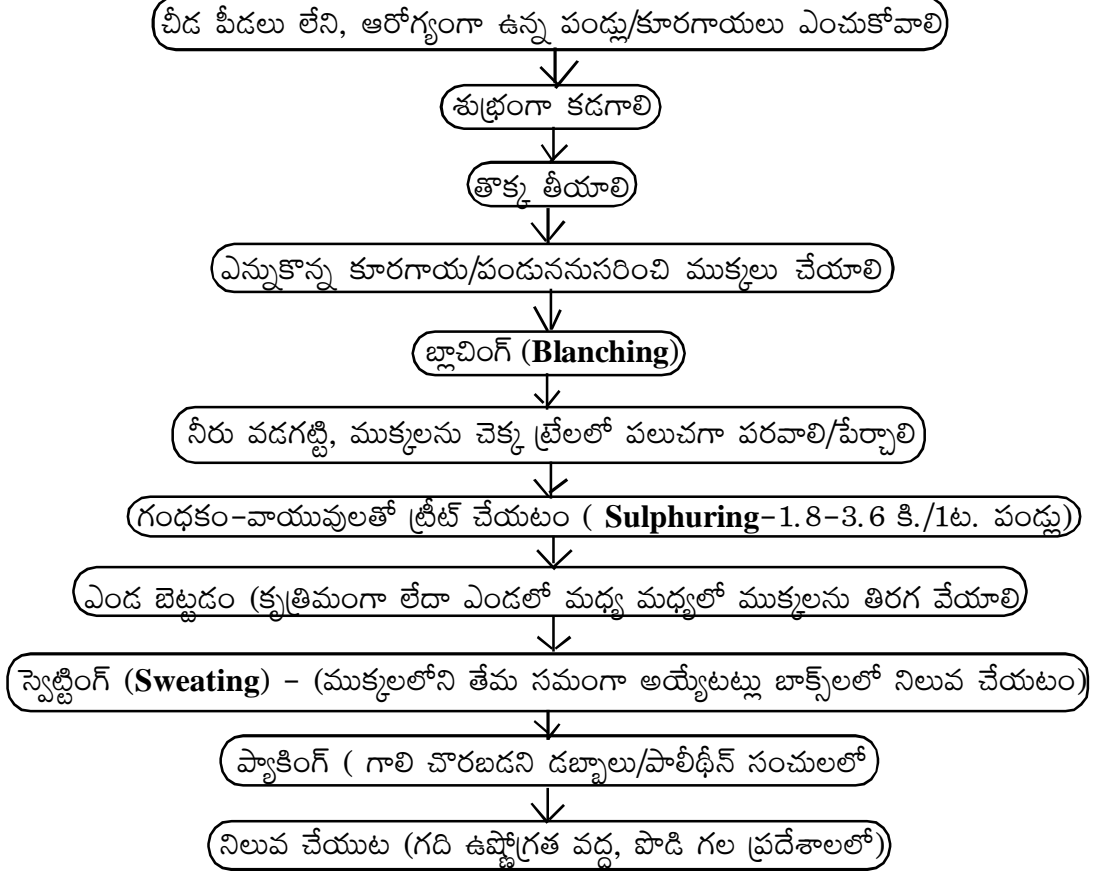 చీడ పీడలు లేని, ఆరోగ్యంగా ఉన్న పండ్లు/కూరగాయలు ఎంచుకోవాలి
శుభ్రంగా కడగాలి
తొక్క తీయాలి
ఎన్నుకొన్న కూరగాయ/పండుననుసరించి ముక్కలు చేయాలి
బ్లాచింగ్ (Blanching)
నీరు వడగట్టి, ముక్కలను చెక్క ట్రేలలో పలుచగా పరవాలి/పేర్చాలి
గంధకం-వాయువులతో ట్రీట్ చేయటం ( Sulphuring-1.8-3.6 కి./1ట. పండ్లు)
ఎండ బెట్టడం (కృత్రిమంగా లేదా ఎండలో మధ్య మధ్యలో ముక్కలను తిరగ వేయాలి
స్వెట్టింగ్ (Sweating) - (ముక్కలలోని తేమ సమంగా అయ్యేటట్లు బాక్స్‌లలో నిలువ చేయటం)
ప్యాకింగ్ ( గాలి చొరబడని డబ్బాలు/పాలీథీన్ సంచులలో
నిలువ చేయుట (గది ఉష్ణోగ్రత వద్ద, పొడి గల ప్రదేశాలలో)